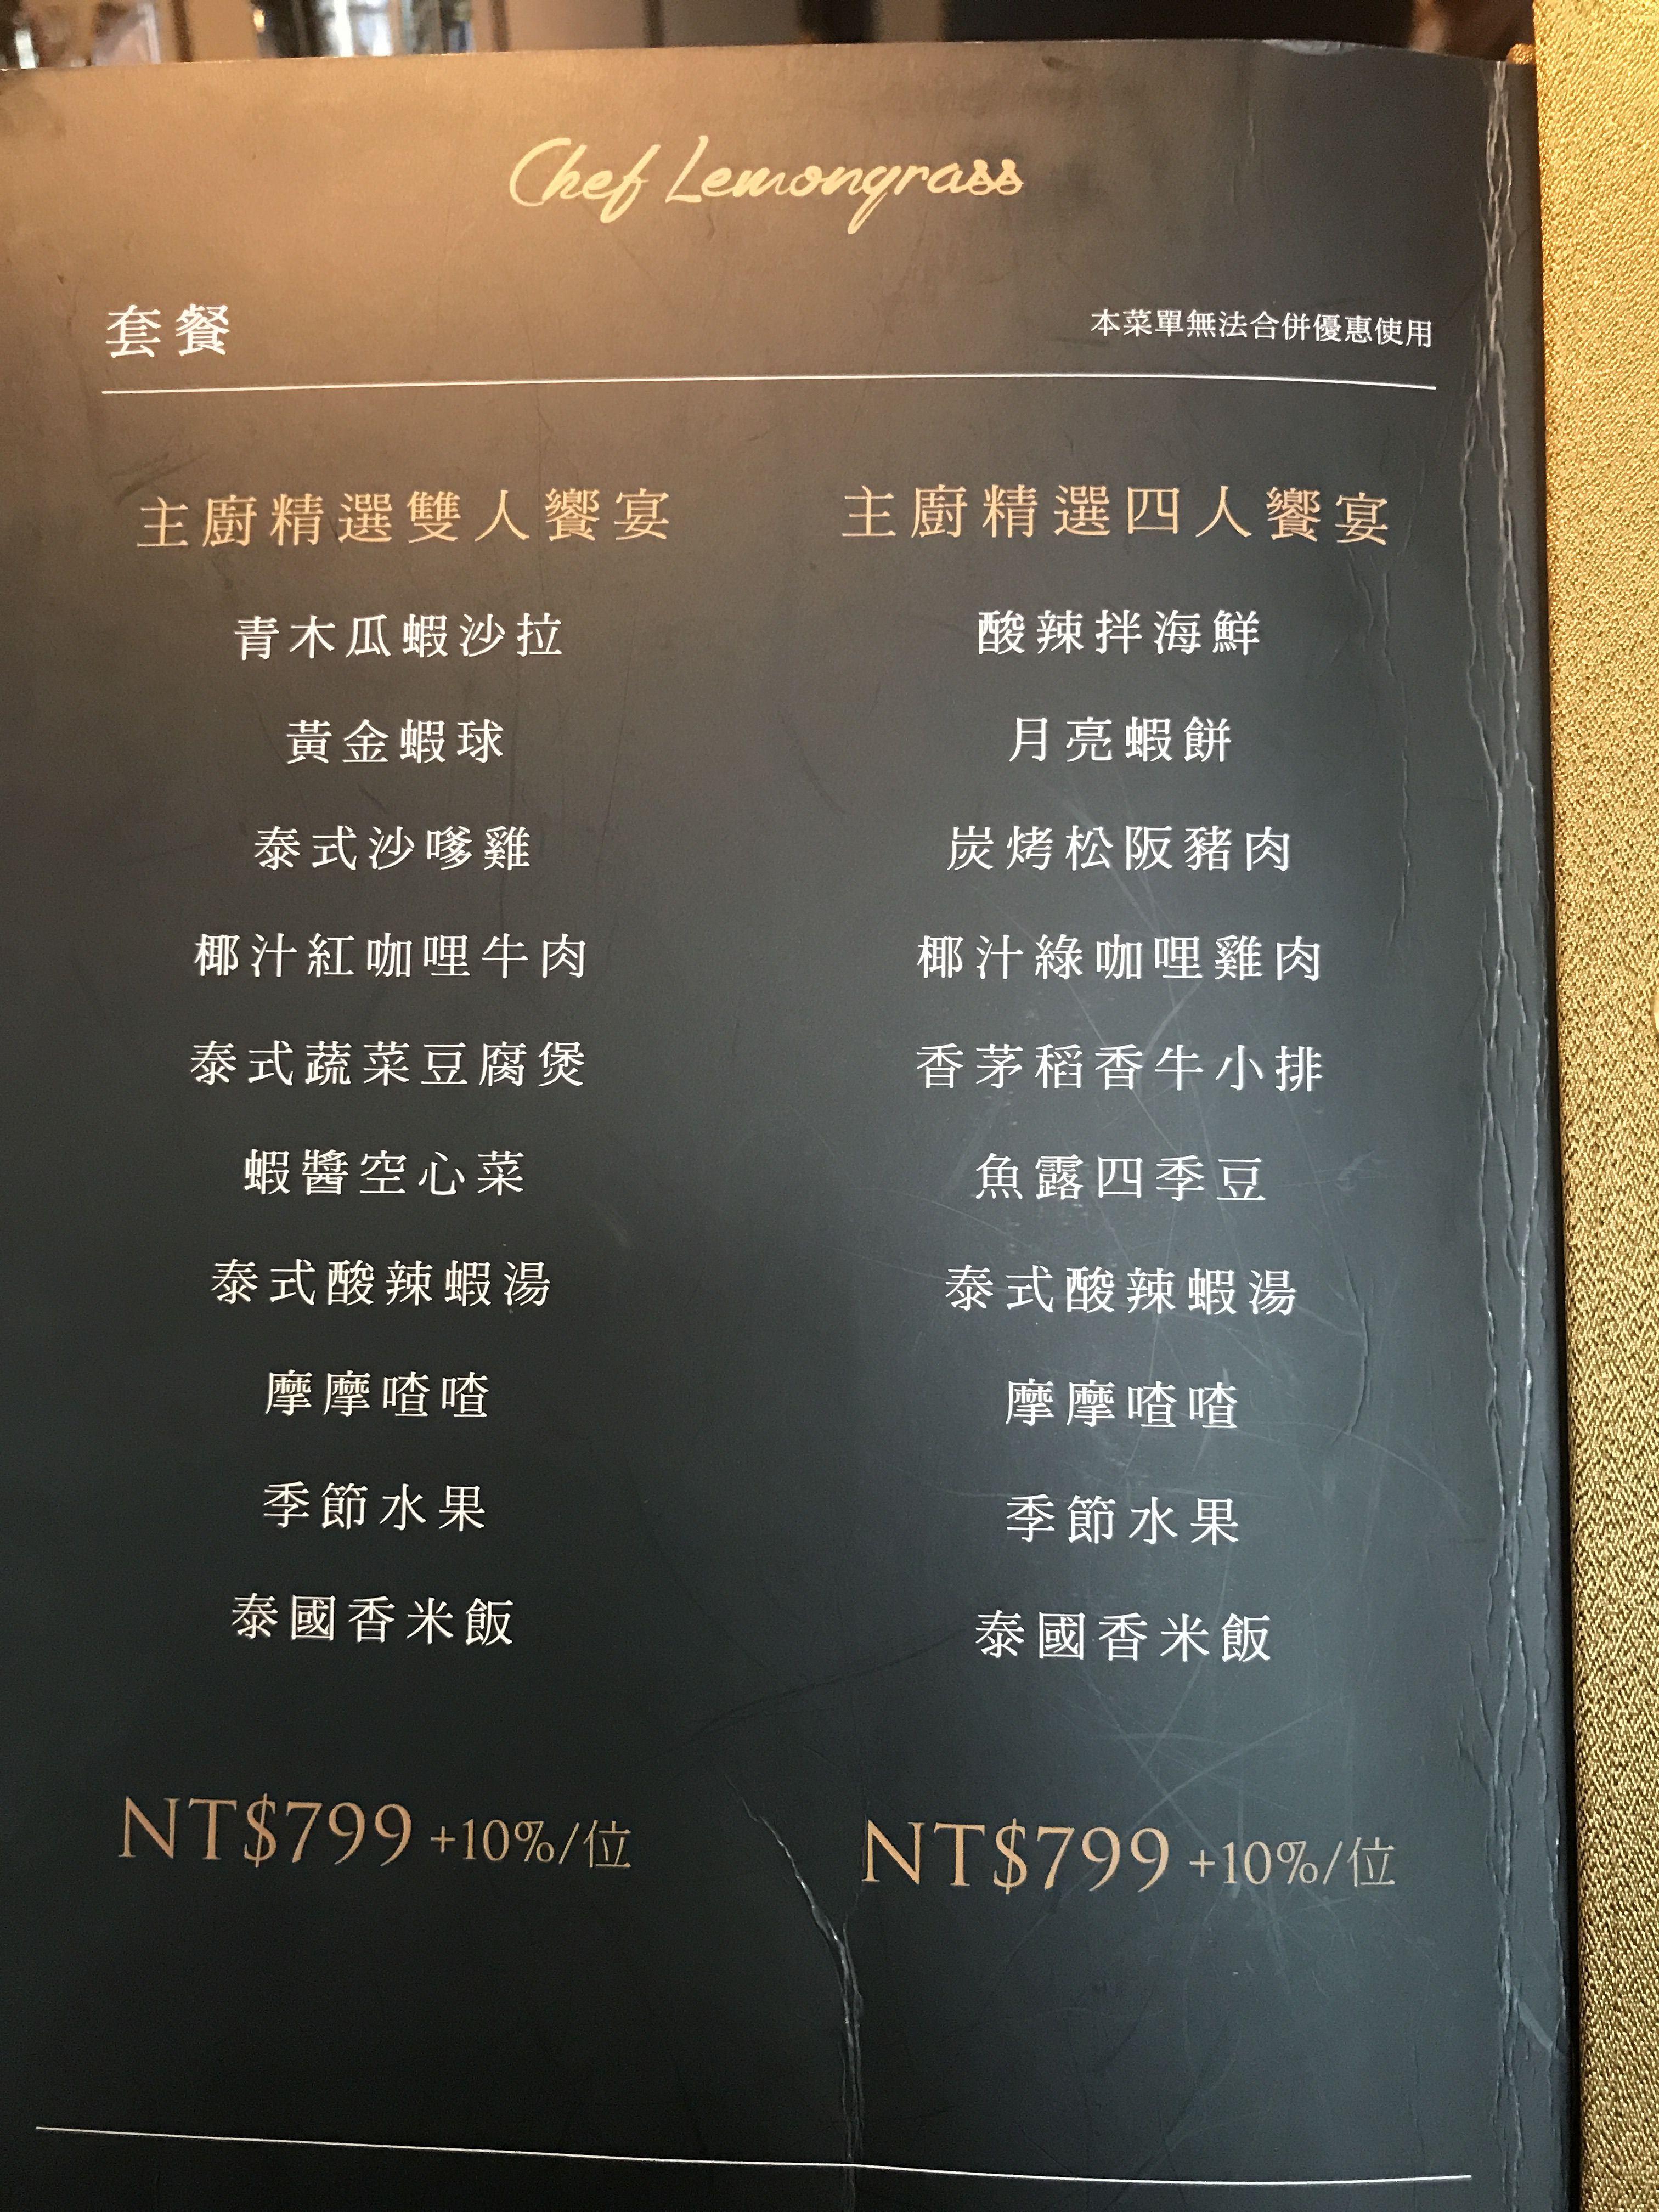 Chef Lemongrass
套餐
本菜單無法合併優惠使用
主廚精選雙人饗宴
青木瓜蝦沙拉
黃金蝦球
泰式沙嗲雞
椰汁紅咖哩牛肉
泰式蔬菜豆腐煲
蝦醬空心菜
泰式酸辣蝦湯
摩摩喳喳
季節水果
泰國香米飯
NT$799 +10%/位
主廚精選四人饗宴
酸辣拌海鮮
月亮蝦餅
炭烤松阪豬肉
椰汁綠咖哩雞肉
香茅稻香牛小排
魚露四季豆
泰式酸辣蝦湯
摩摩喳喳
季節水果
泰國香米飯
NT$799 +10%/位